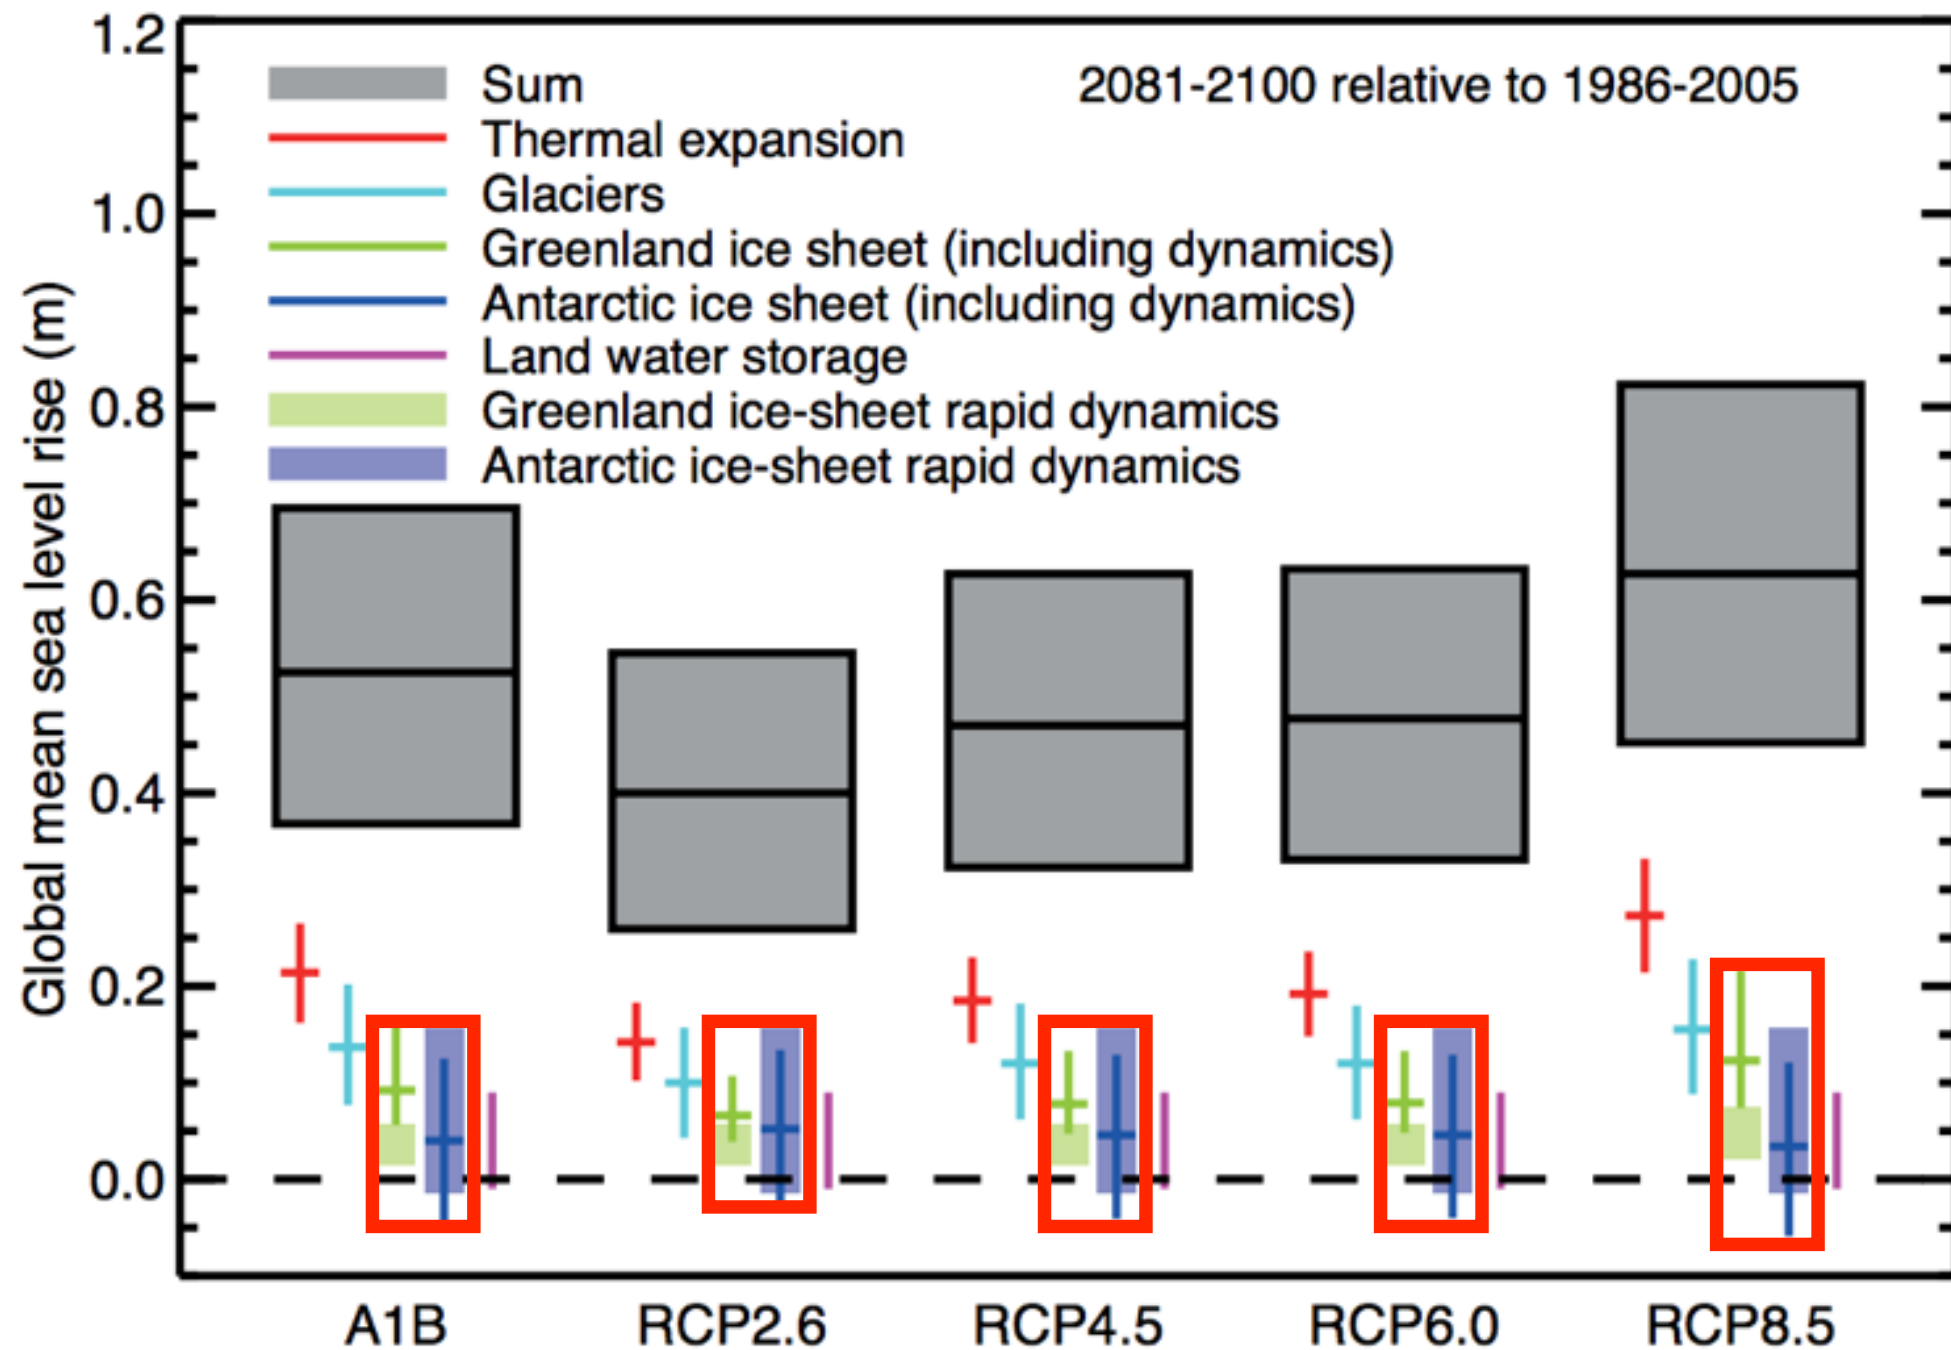 Global mean sea level rise (m)
1.2
1.0
0.8
0.6
0.4
0.2
0.0
2081-2100 relative to 1986-2005
Sum
Thermal expansion
Glaciers
Greenland ice sheet (including dynamics)
Antarctic ice sheet (including dynamics)
Land water storage
Greenland ice-sheet rapid dynamics
Antarctic ice-sheet rapid dynamics
A1B
RCP2.6
RCP4.5
RCP6.0
RCP8.5